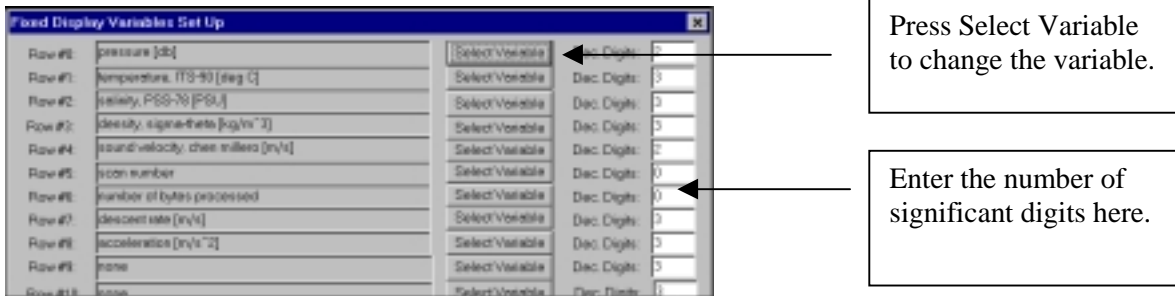 Fixed Display Variables Set Up
Row #0: pressure [db] Select Variable Dec. Digits: 2
Row #1: temperature, ITS-90 [deg C] Select Variable Dec. Digits: 3
Row #2: salinity, PSS-78 [PSU] Select Variable Dec. Digits: 3
Row #3: density, sigma-theta [kg/m^3] Select Variable Dec. Digits: 3
Row #4: sound velocity, chen millero [m/s] Select Variable Dec. Digits: 2
Row #5: scan number Select Variable Dec. Digits: 0
Row #6: number of bytes processed Select Variable Dec. Digits: 0
Row #7: descent rate [m/s] Select Variable Dec. Digits: 3
Row #8: acceleration [m/s^2] Select Variable Dec. Digits: 3
Row #9: none Select Variable Dec. Digits: 3
Row #10: none Select Variable Dec. Digits: 3
Press Select Variable
to change the variable.
Enter the number of
significant digits here.